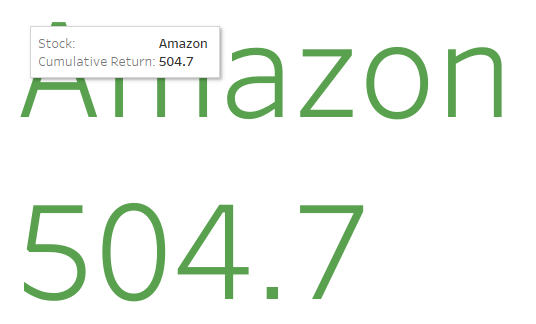 Stock: Amazon
Cumulative Return: 504.7
Amazon
504.7